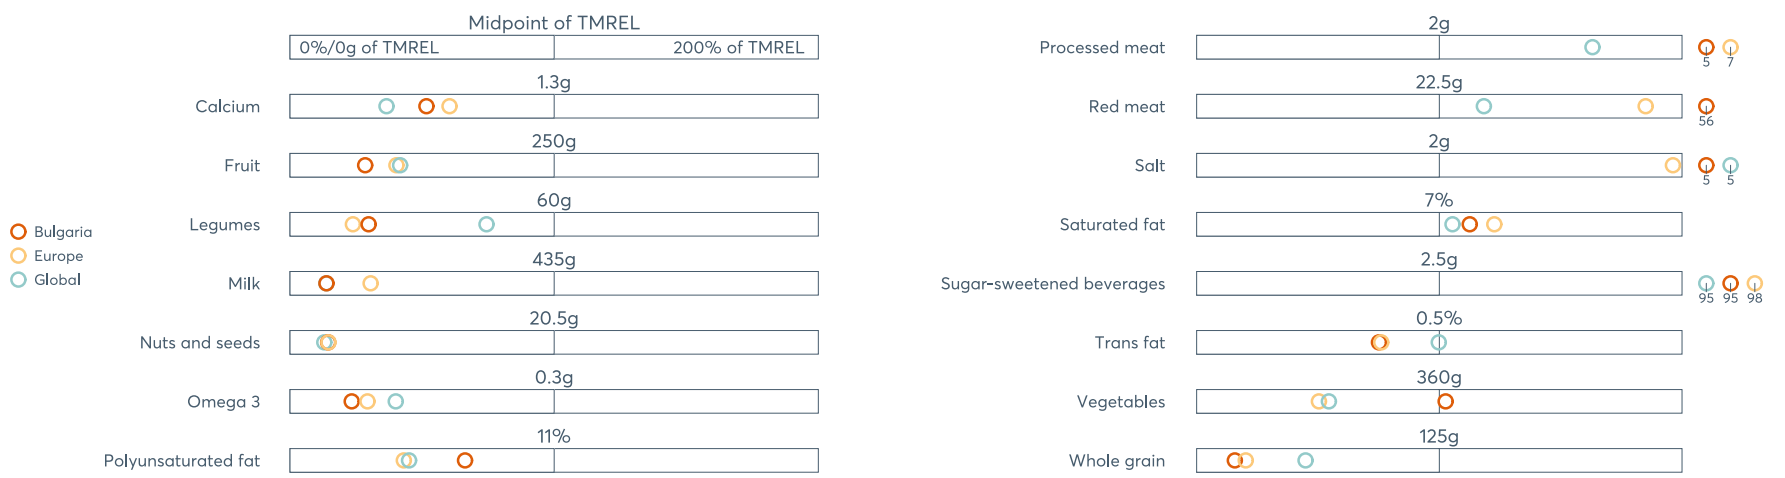 Bulgaria
Europe
Global
Midpoint of TMREL
0%/0g of TMREL
200% of TMREL
1.3g
Calcium
250g
Fruit
60g
Legumes
435g
Milk
20.5g
Nuts and seeds
0.3g
Omega 3
11%
Polyunsaturated fat
2g
Processed meat
5 7
22.5g
Red meat
56
2g
Salt
5 5
7%
Saturated fat
2.5g
Sugar-sweetened beverages
95 95 98
0.5%
Trans fat
360g
Vegetables
125g
Whole grain